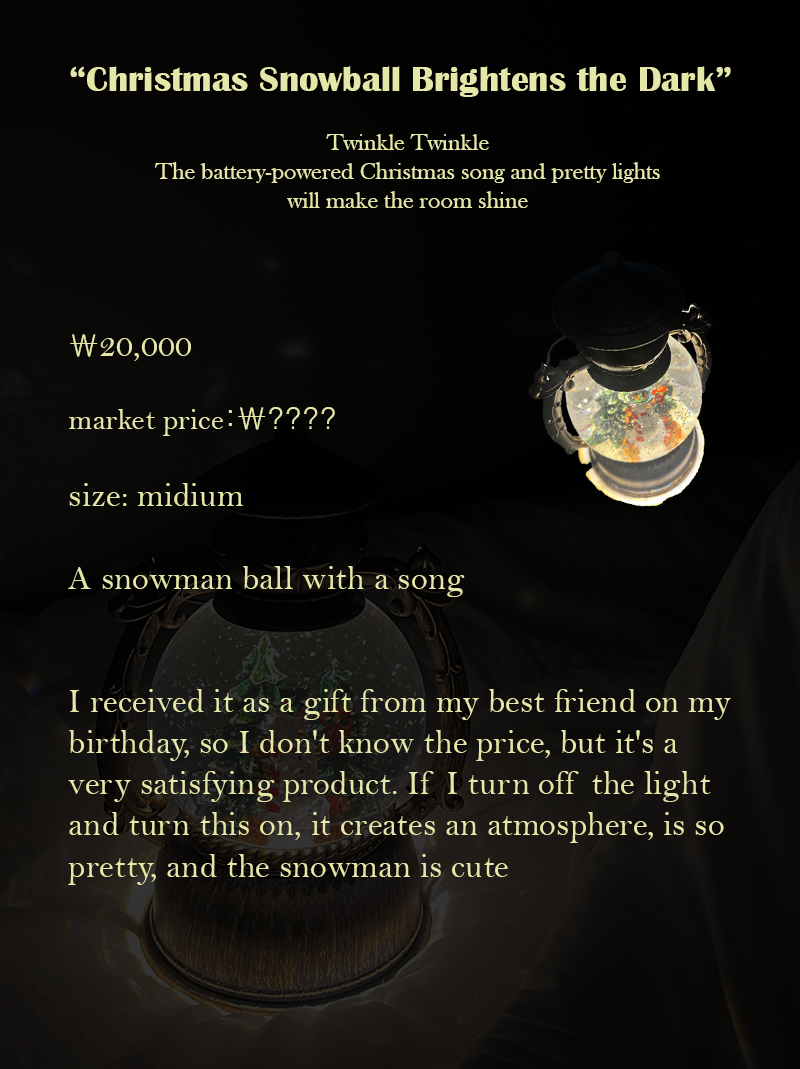 “Christmas Snowball Brightens the Dark”
Twinkle Twinkle
The battery-powered Christmas song and pretty lights
will make the room shine
₩20,000
market price:₩????
size: midium
A snowman ball with a song
I received it as a gift from my best friend on my
birthday, so I don't know the price, but it's a
very satisfying product. If I turn off the light
and turn this on, it creates an atmosphere, is so
pretty, and the snowman is cute